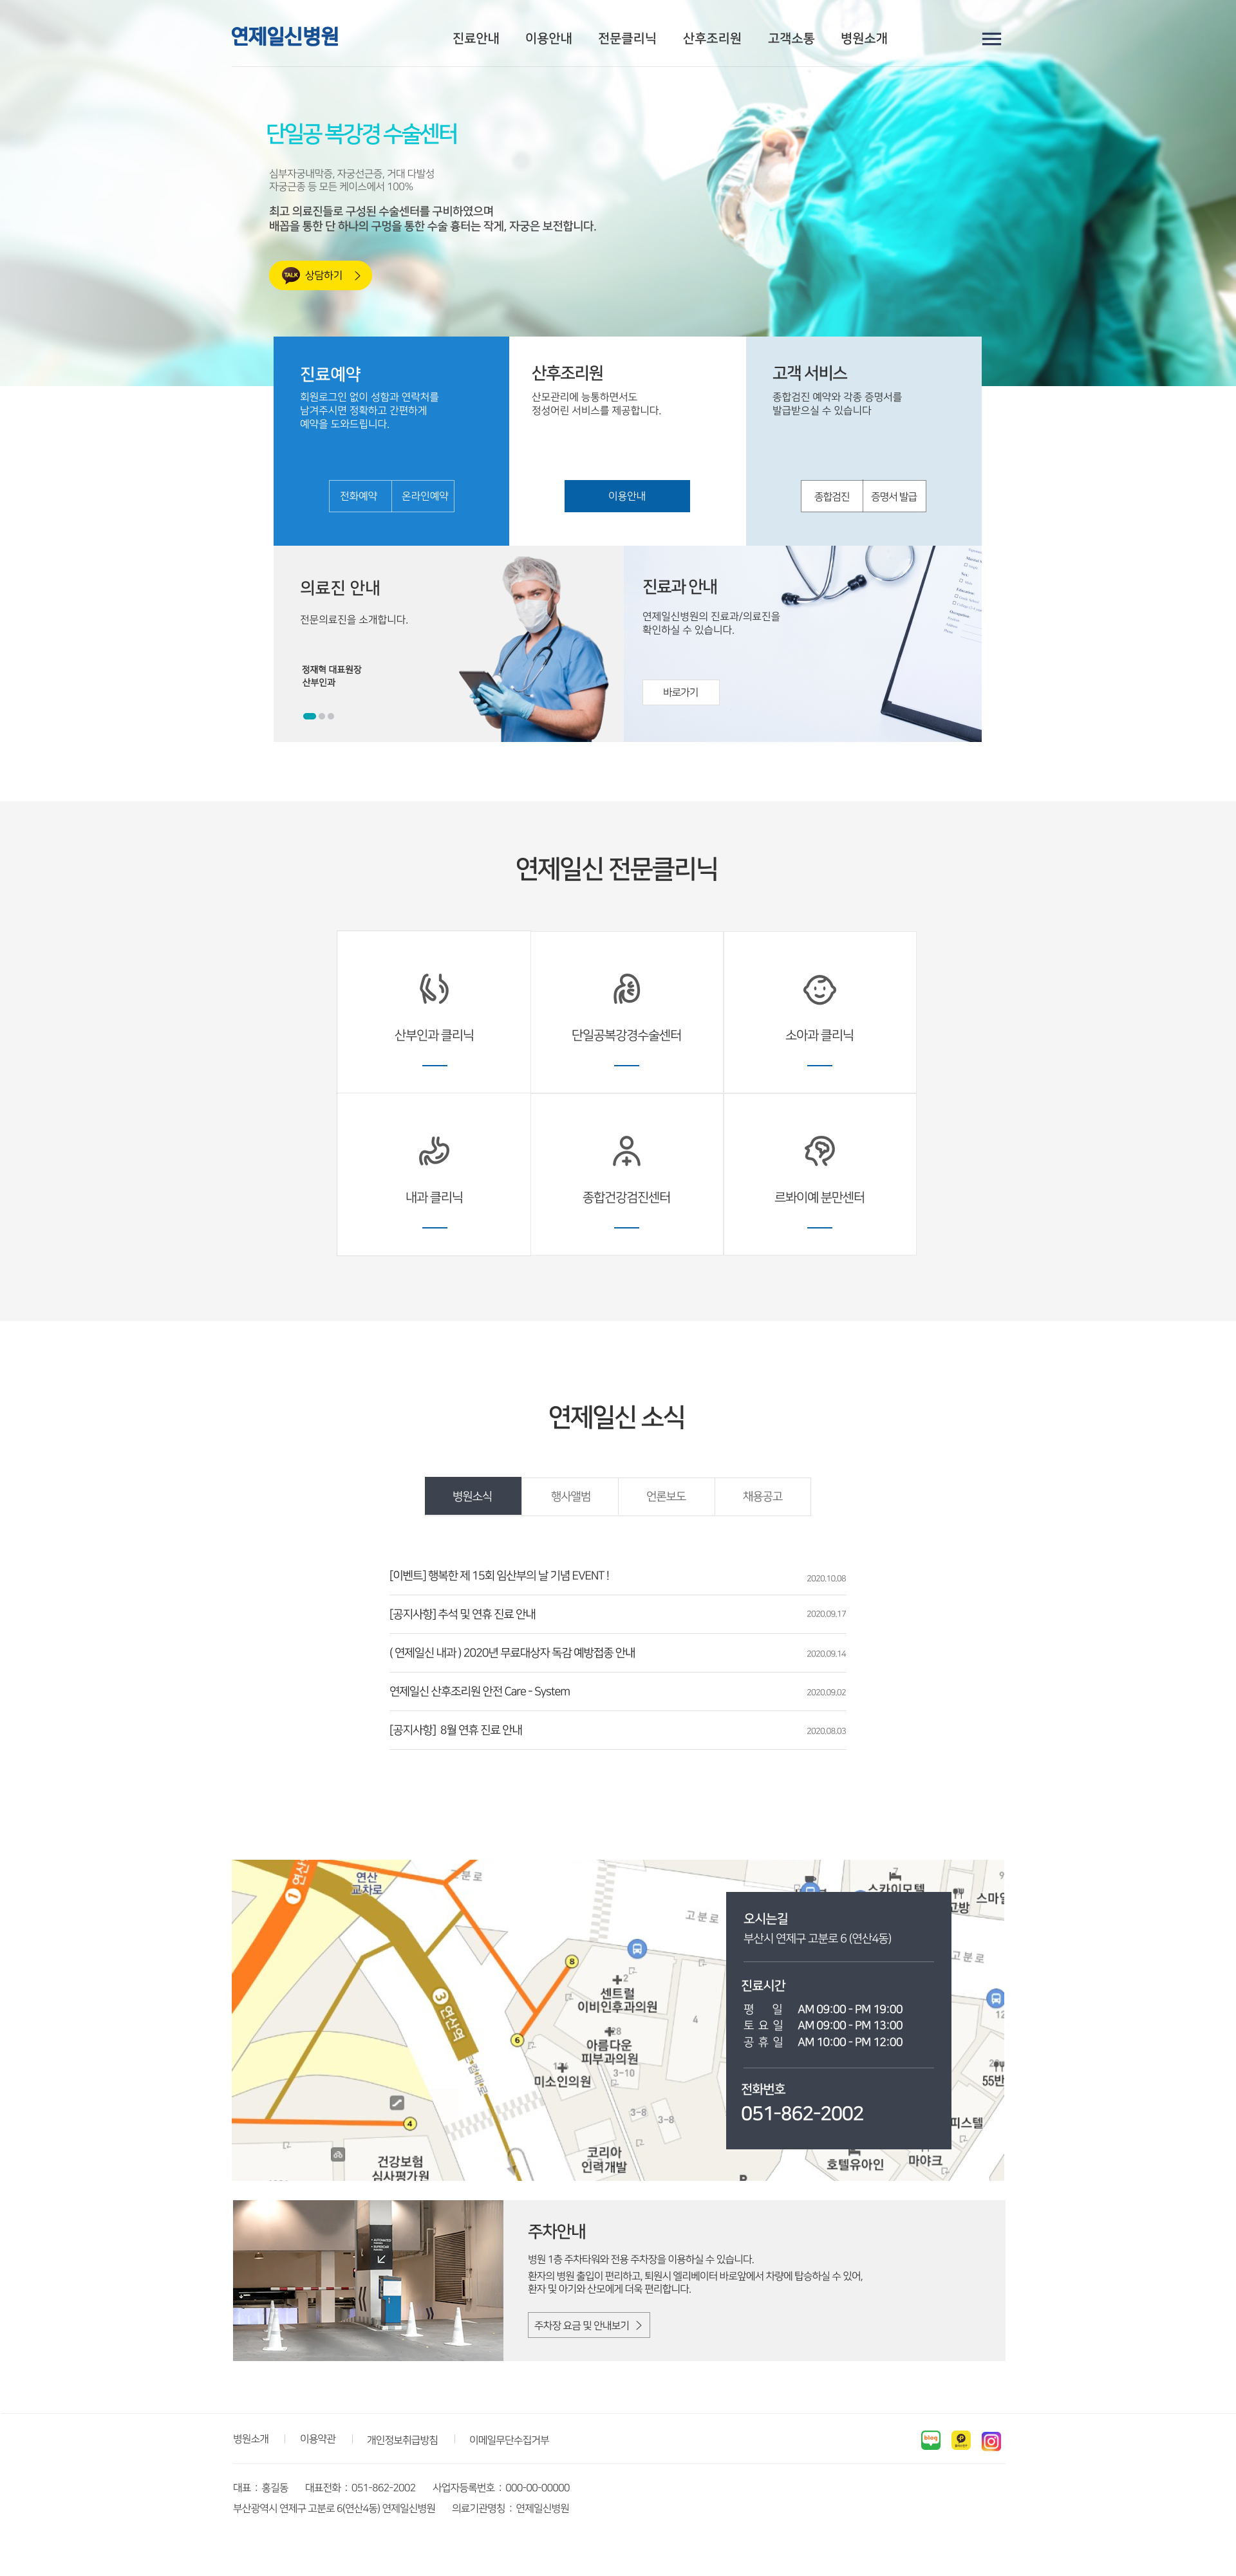 연제일신병원
진료안내 이용안내 전문클리닉 산후조리원 고객소통 병원소개
단일공 복강경 수술센터
심부자궁내막증, 자궁선근증, 거대 다발성
자궁근종 등 모든 케이스에서 100%
최고 의료진들로 구성된 수술센터를 구비하였으며
배꼽을 통한 단 하나의 구멍을 통한 수술 흉터는 작게, 자궁은 보전합니다.
TALK 상담하기
진료예약
회원로그인 없이 성함과 연락처를
남겨주시면 정확하고 간편하게
예약을 도와드립니다.
전화예약 온라인예약
산후조리원
산모관리에 능통하면서도
정성어린 서비스를 제공합니다.
이용안내
고객 서비스
종합검진 예약와 각종 증명서를
발급받으실 수 있습니다
종합검진 증명서 발급
의료진 안내
전문의료진을 소개합니다.
정재혁 대표원장
산부인과
진료과 안내
연제일신병원의 진료과/의료진을
확인하실 수 있습니다.
바로가기
연제일신 전문클리닉
산부인과 클리닉
단일공복강경수술센터
소아과 클리닉
내과 클리닉
종합건강검진센터
르봐이예 분만센터
연제일신 소식
병원소식 행사앨범 언론보도 채용공고
[이벤트] 행복한 제 15회 임산부의 날 기념 EVENT ! 2020.10.08
[공지사항] 추석 및 연휴 진료 안내 2020.09.17
( 연제일신 내과 ) 2020년 무료대상자 독감 예방접종 안내 2020.09.14
연제일신 산후조리원 안전 Care - System 2020.09.02
[공지사항] 8월 연휴 진료 안내 2020.08.03
1 연산
연산
교차로
고분로
고분로
고분로
7
스카이모텔
고방
스마일
8
센트럴
이비인후과의원
2
3 연산역
6
아름다운
피부과의원
28
4
3-10
미소인의원
3-8
3-8
4
건강보험
심사평가원
코리아
인력개발
호텔유아인
마야크
피스텔
55번
12
P
오시는길
부산시 연제구 고분로 6 (연산4동)
진료시간
평 일 AM 09:00 - PM 19:00
토 요 일 AM 09:00 - PM 13:00
공 휴 일 AM 10:00 - PM 12:00
전화번호
051-862-2002
주차안내
병원 1층 주차타워와 전용 주차장을 이용하실 수 있습니다.
환자의 병원 출입이 편리하고, 퇴원시 엘리베이터 바로앞에서 차량에 탑승하실 수 있어,
환자 및 아기와 산모에게 더욱 편리합니다.
주차장 요금 및 안내보기
병원소개 이용약관 개인정보취급방침 이메일무단수집거부
blog
대표 : 홍길동 대표전화 : 051-862-2002 사업자등록번호 : 000-00-00000
부산광역시 연제구 고분로 6(연산4동) 연제일신병원 의료기관명칭 : 연제일신병원